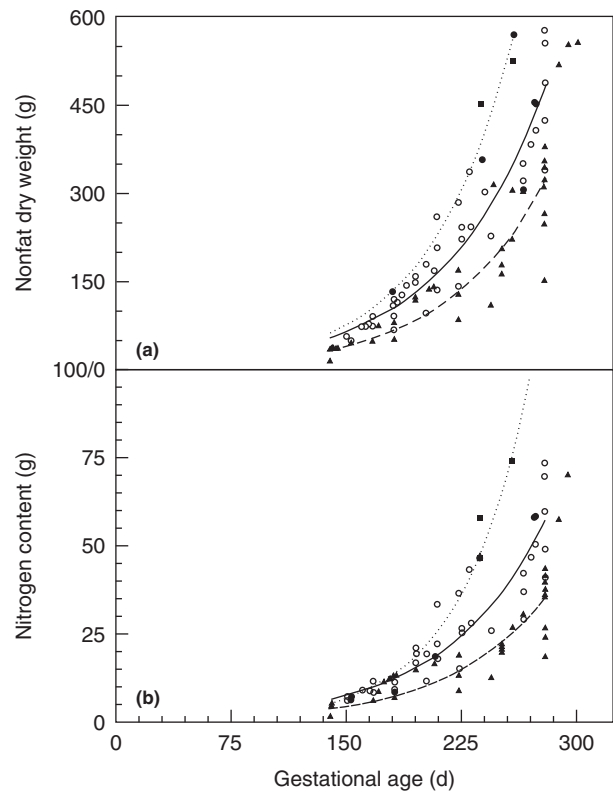 600
450
300
150
(a)
Nonfat dry weight (g)
100/0
75
50
25
0
(b)
Nitrogen content (g)
0
75
150
225
300
Gestational age (d)